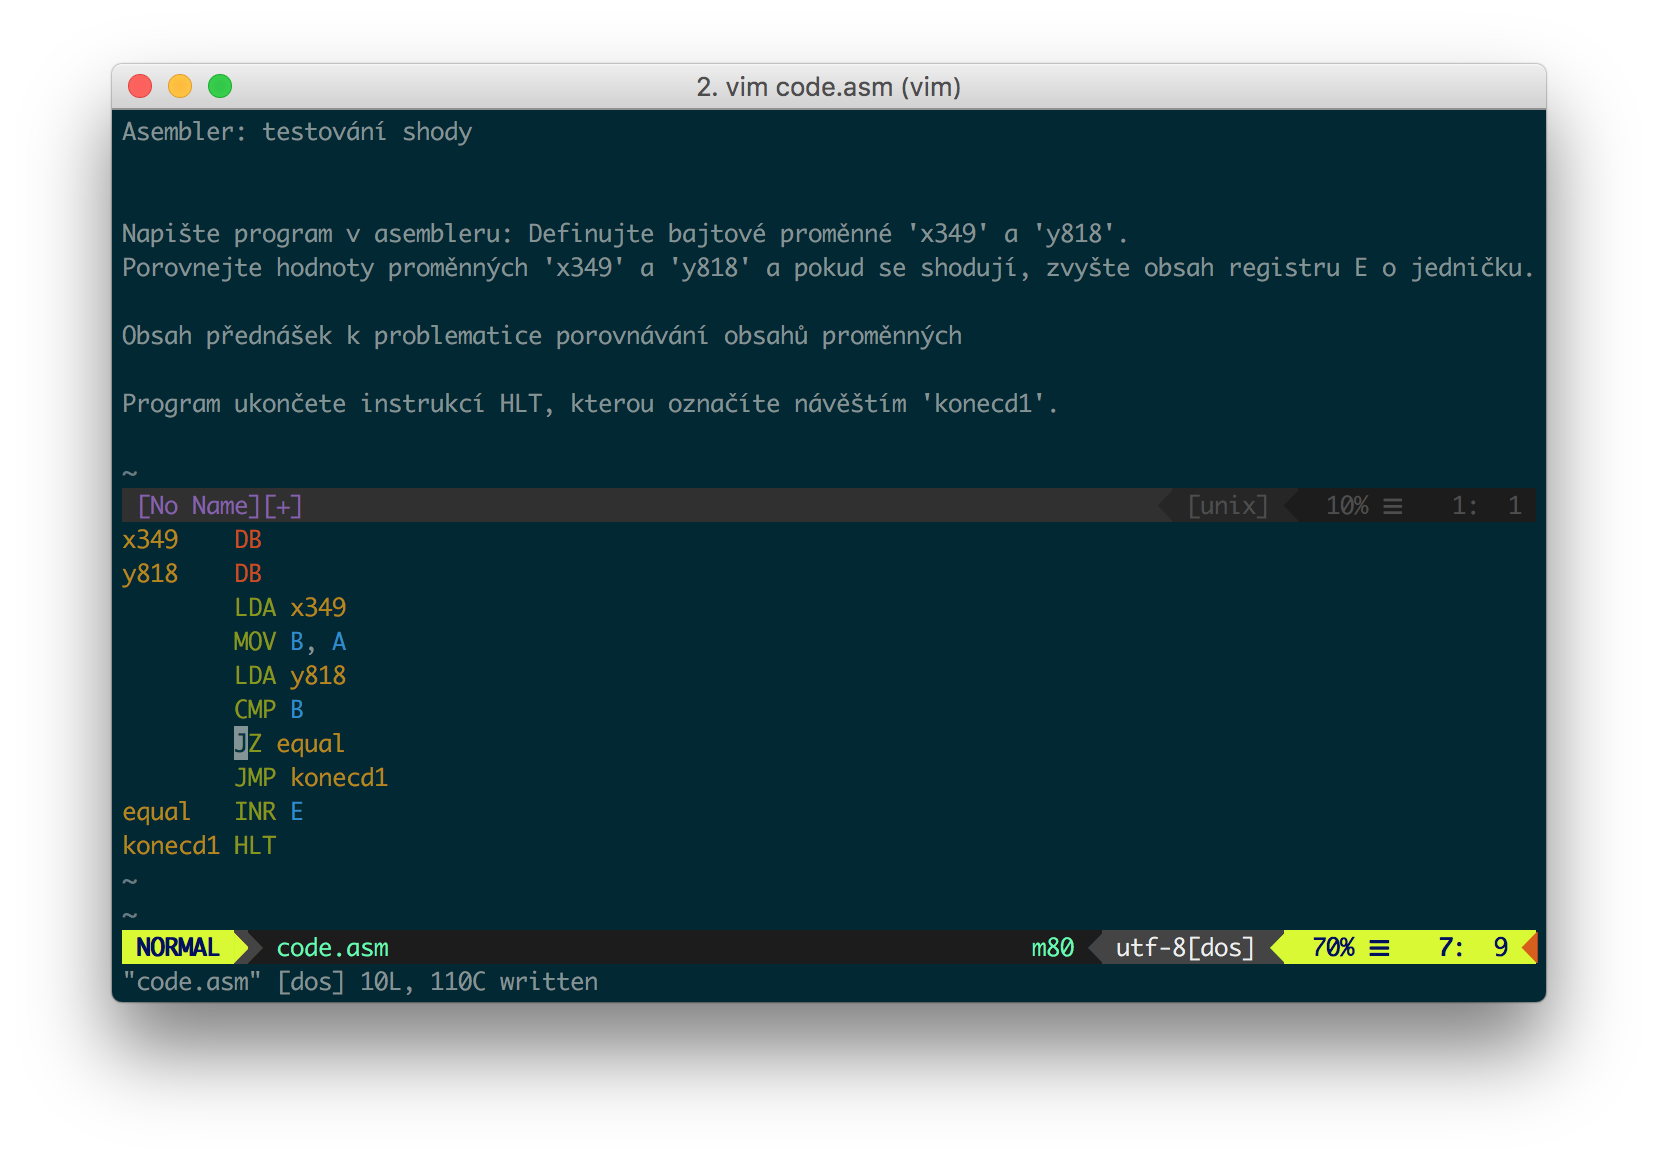 2. vim code.asm (vim)
Asembler: testování shody
Napište program v asembleru: Definujte bajtové proměnné 'x349' a 'y818'.
Porovnejte hodnoty proměnných 'x349' a 'y818' a pokud se shodují, zvyšte obsah registru E o jedničku.
Obsah přednášek k problematice porovnávání obsahů proměnných
Program ukončete instrukcí HLT, kterou označíte návěštím 'konecd1'.
~
[No Name][+] [unix] 10% ≡ 1: 1
x349 DB
y818 DB
LDA x349
MOV B, A
LDA y818
CMP B
JZ equal
JMP konecd1
equal INR E
konecd1 HLT
~
~
NORMAL code.asm m80 utf-8[dos] 70% ≡ 7: 9
"code.asm" [dos] 10L, 110C written